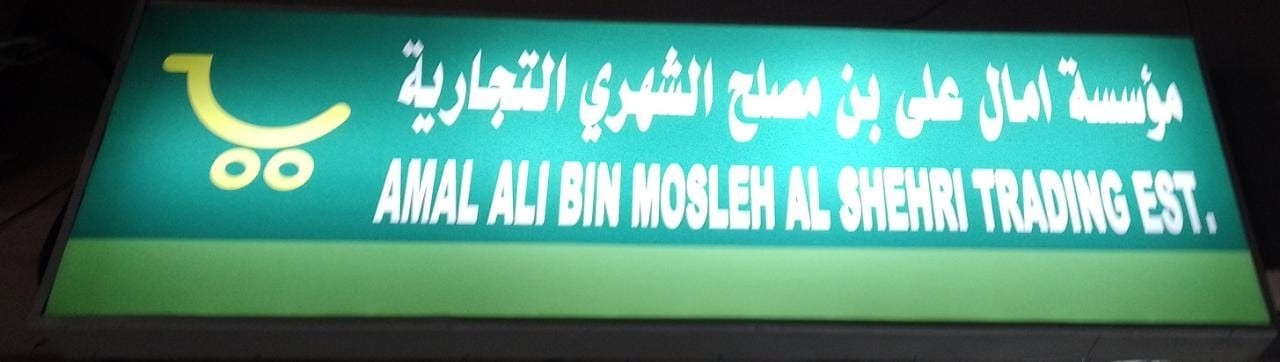 مؤسسة امال على بن مصلح الشهري التجارية
AMAL ALI BIN MOSLEH AL SHEHRI TRADING EST.